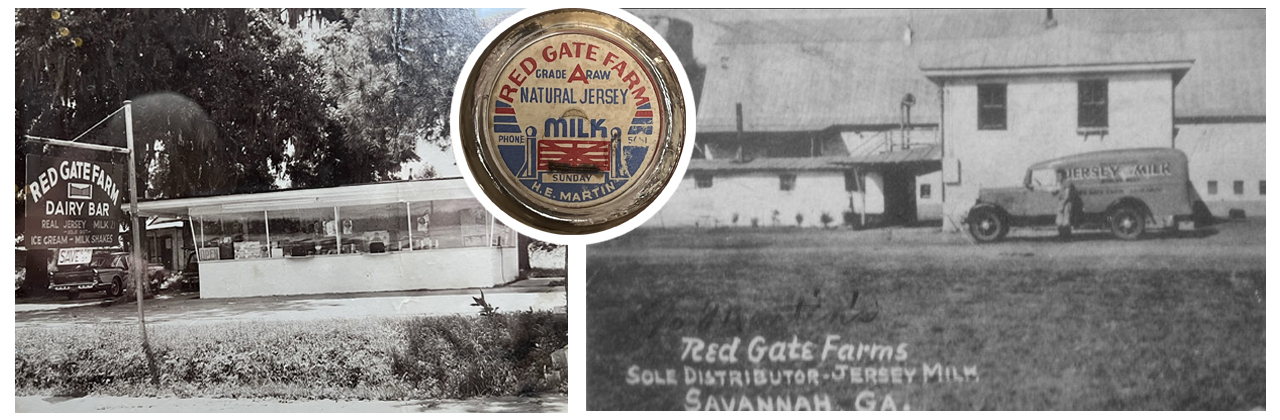 RED GATE FARM
DAIRY BAR
REAL JERSEY MILK
ICE CREAM - MILK SHAKES
SAVE
RED GATE FARM
GRADE A RAW
NATURAL JERSEY
MILK
PHONE
SUNDAY
H.E. MARTIN
JERSEY MILK
Red Gate Farms
SOLE DISTRIBUTOR - JERSEY MILK
SAVANNAH, GA.